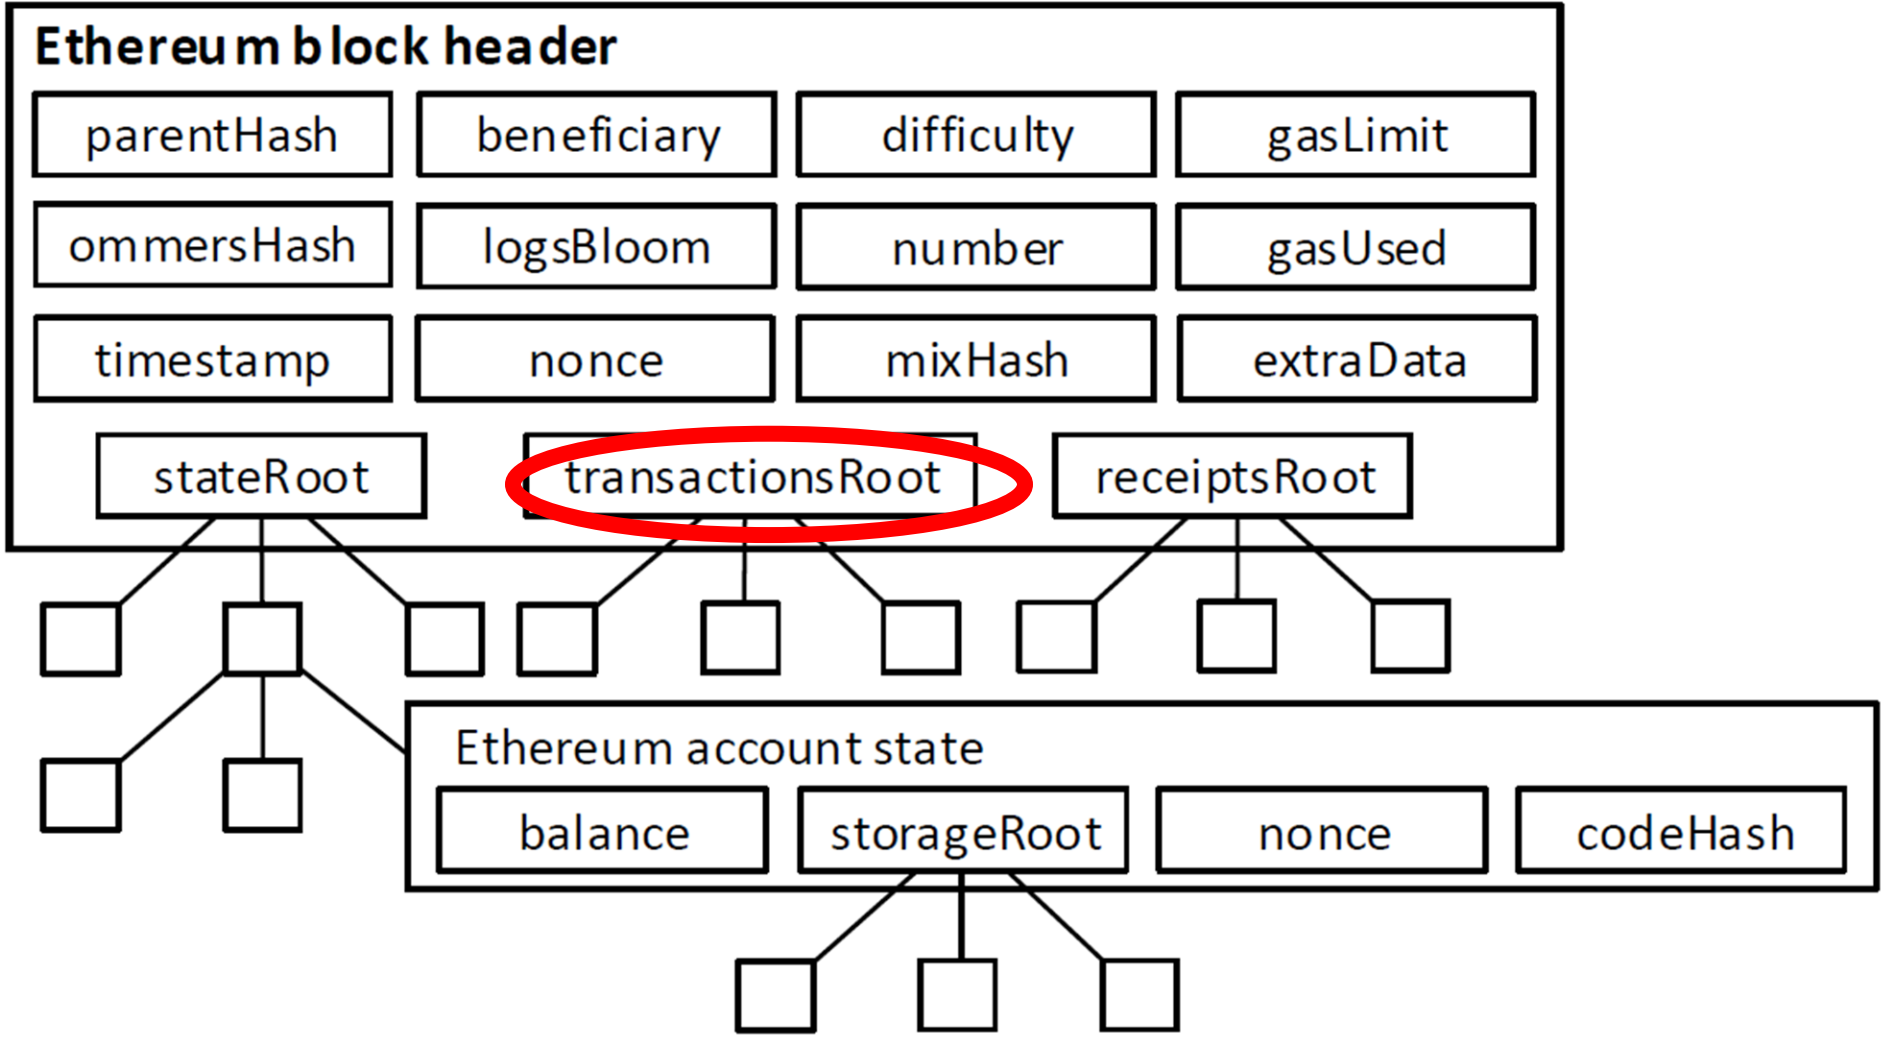 Ethereum block header
parentHash beneficiary difficulty gasLimit
ommersHash logsBloom number gasUsed
timestamp nonce mixHash extraData
stateRoot transactionsRoot receiptsRoot
Ethereum account state
balance storageRoot nonce codeHash